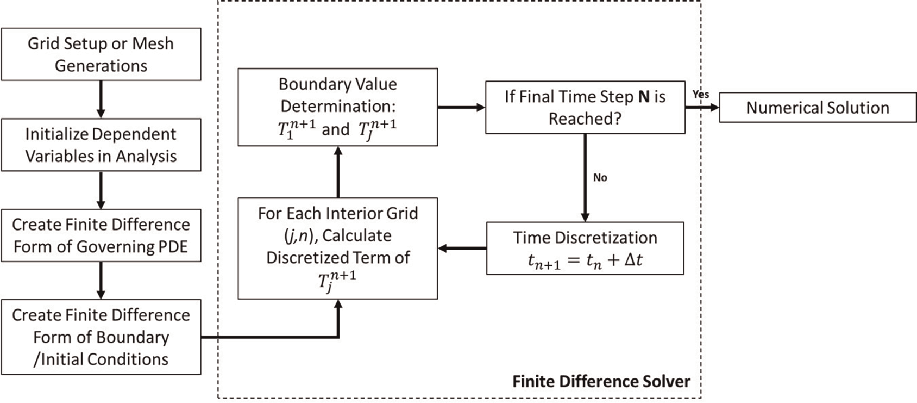 Grid Setup or Mesh
Generations
Initialize Dependent
Variables in Analysis
Create Finite Difference
Form of Governing PDE
Create Finite Difference
Form of Boundary
/Initial Conditions
For Each Interior Grid
(j,n), Calculate
Discretized Term of
T_j^{n+1}
Boundary Value
Determination:
T_1^{n+1} and T_J^{n+1}
If Final Time Step N is
Reached?
Yes
No
Time Discretization
t_{n+1} = t_n + Δt
Numerical Solution
Finite Difference Solver